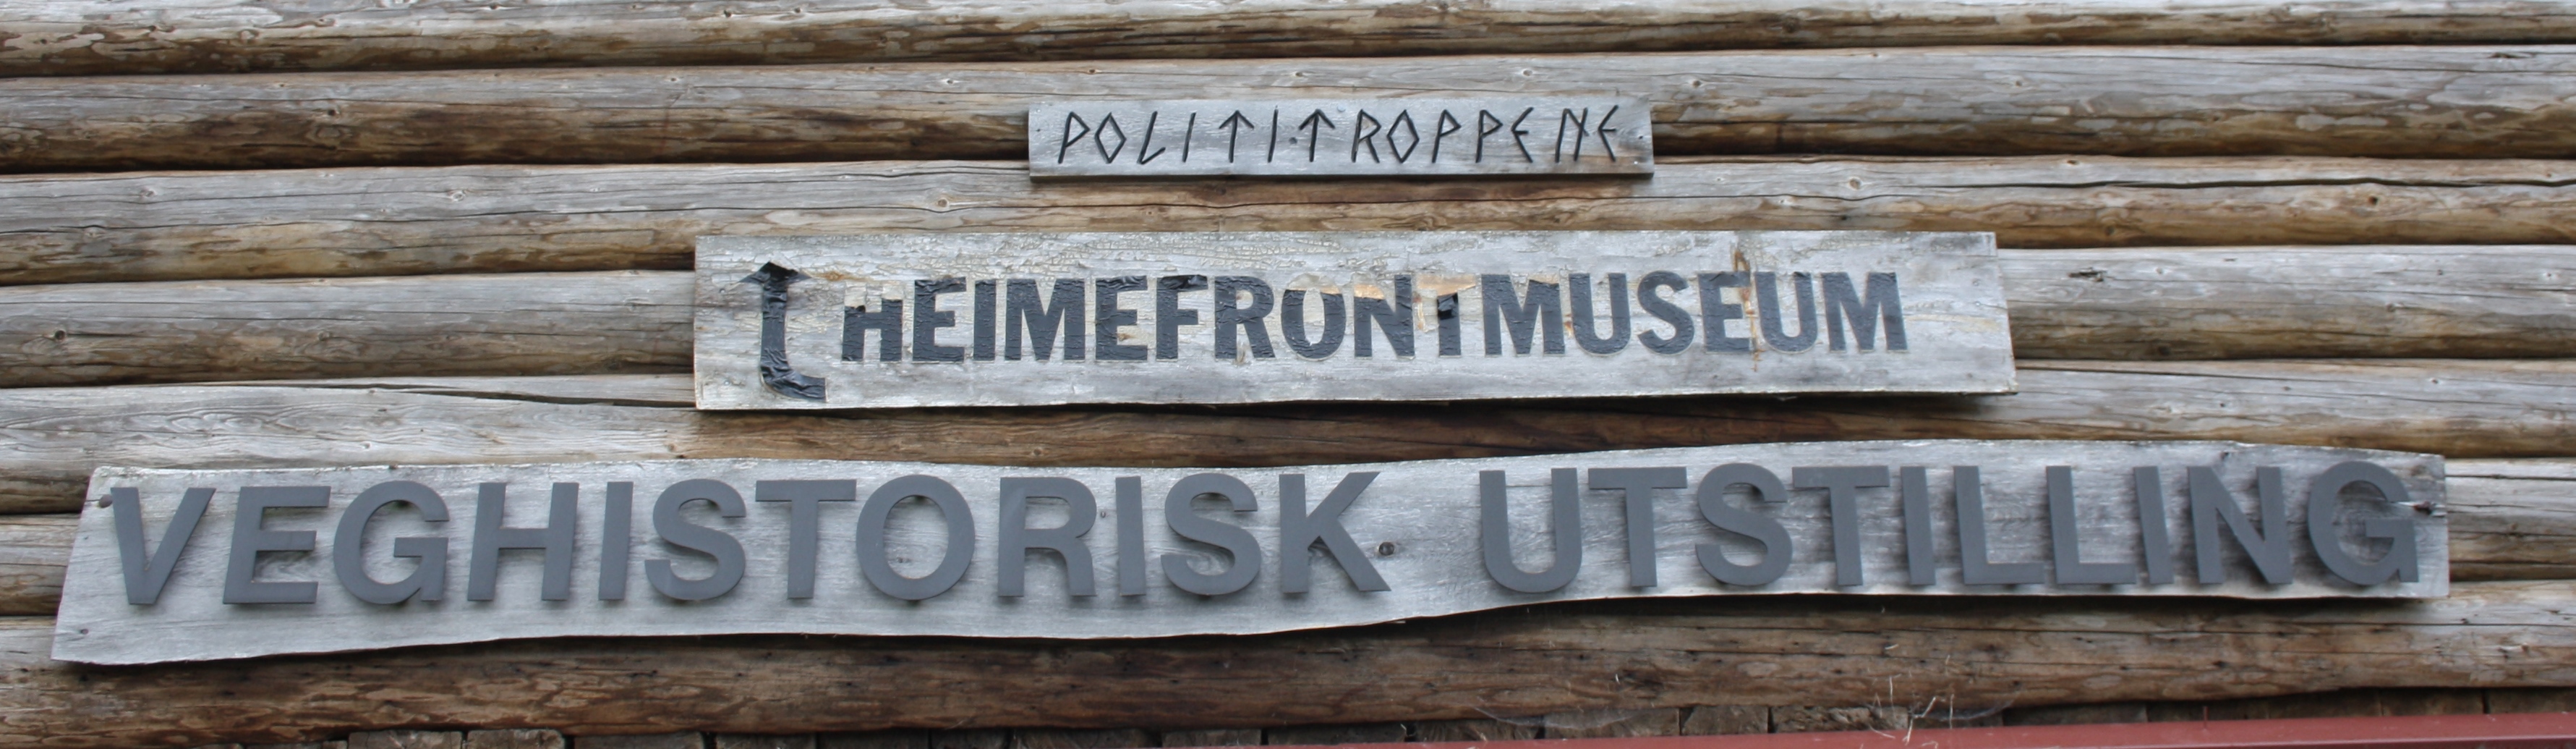 POLITITROPPENE
HEIMEFRONTMUSEUM
VEGHISTORISK UTSTILLING